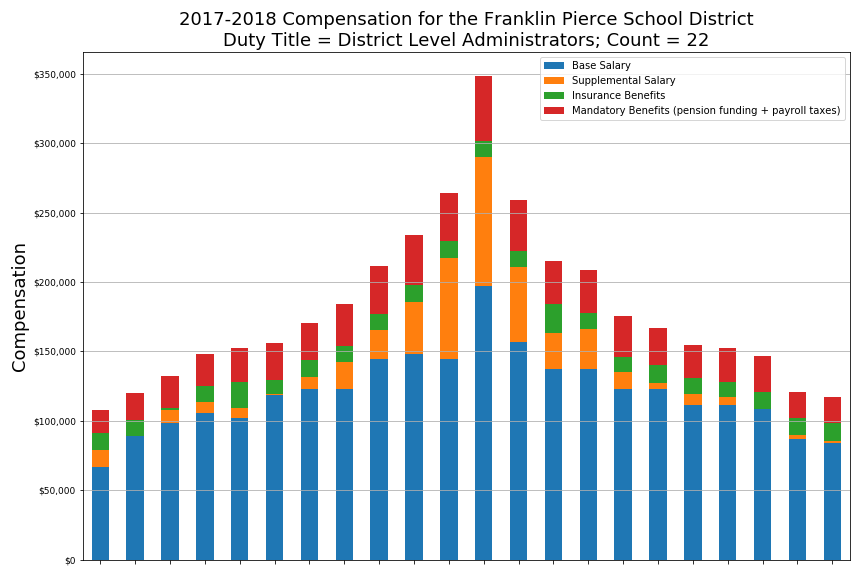 2017-2018 Compensation for the Franklin Pierce School District
Duty Title = District Level Administrators; Count = 22
Base Salary
Supplemental Salary
Insurance Benefits
Mandatory Benefits (pension funding + payroll taxes)
Compensation
$350,000
$300,000
$250,000
$200,000
$150,000
$100,000
$50,000
$0